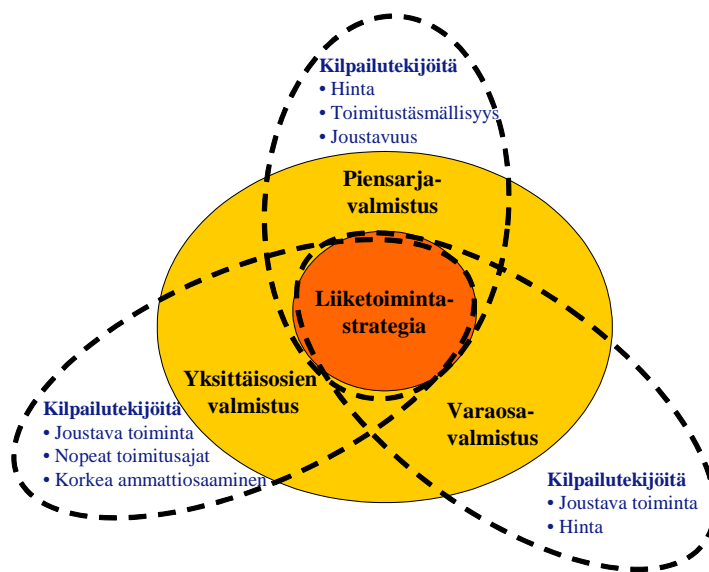 Kilpailutekijöitä
• Hinta
• Toimitustäsmällisyys
• Joustavuus
Piensarja-
valmistus
Liiketoiminta-
strategia
Yksittäisosien
valmistus
Kilpailutekijöitä
• Joustava toiminta
• Nopeat toimitusajat
• Korkea ammattiosaaminen
Varaosa-
valmistus
Kilpailutekijöitä
• Joustava toiminta
• Hinta